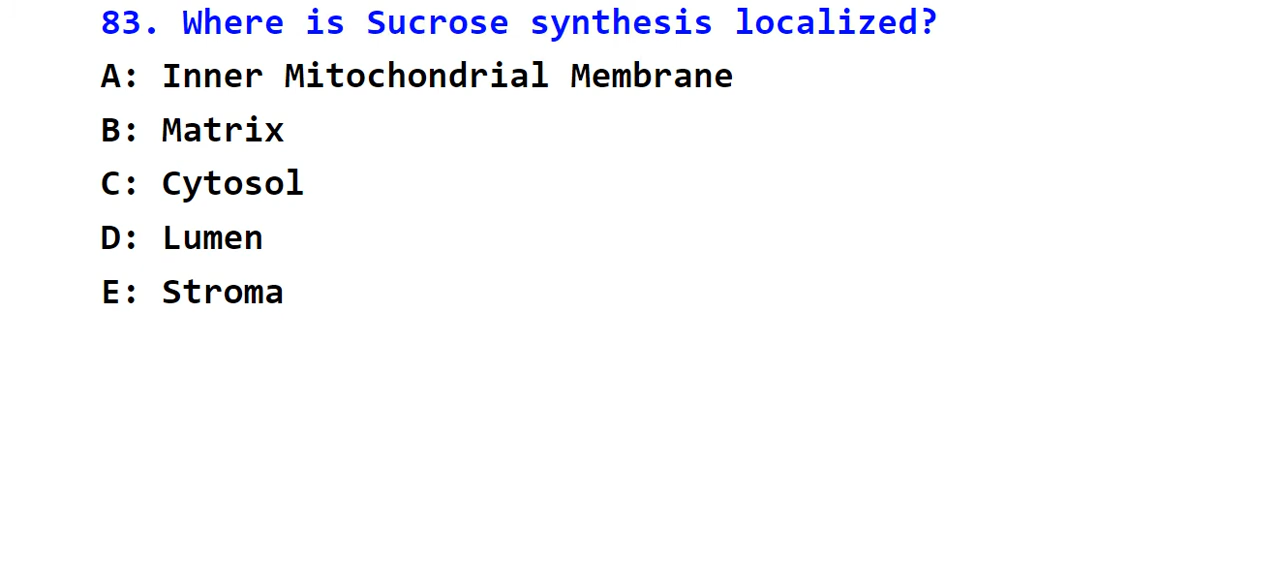 83. Where is Sucrose synthesis localized?
A: Inner Mitochondrial Membrane
B: Matrix
C: Cytosol
D: Lumen
E: Stroma